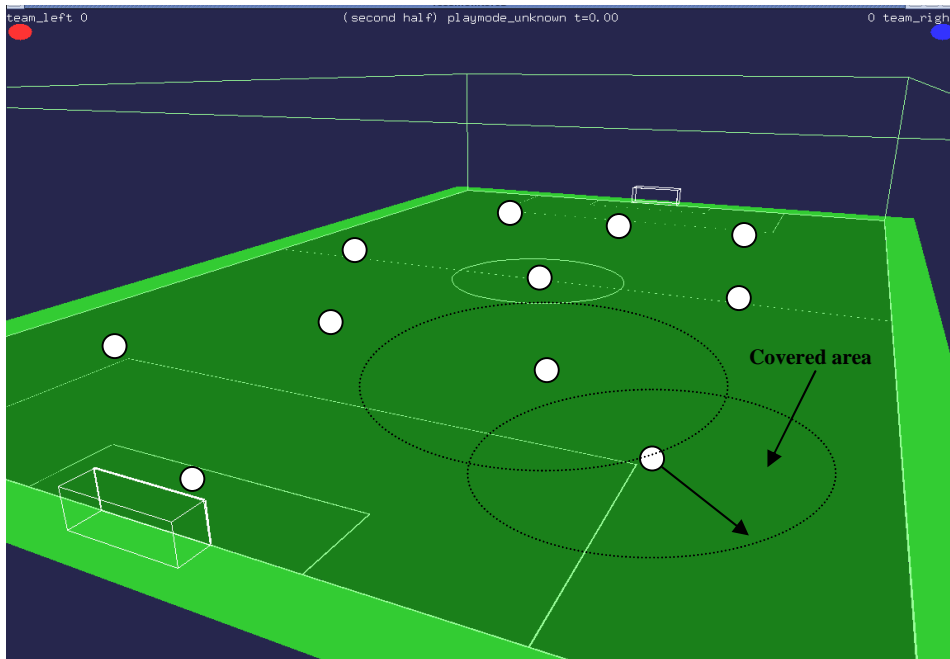 team_left 0
(second half) playmode_unknown t=0.00
0 team_righ
Covered area